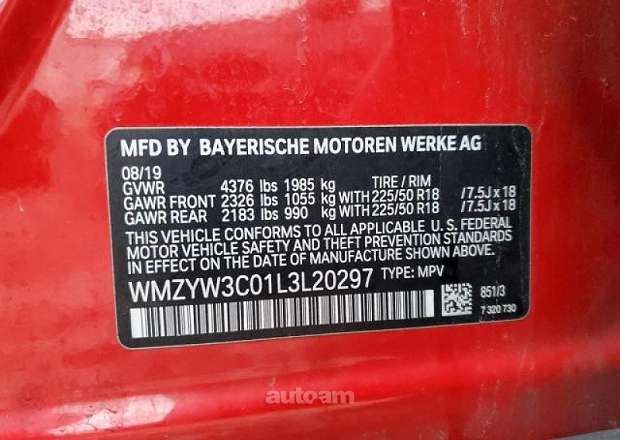 MFD BY BAYERISCHE MOTOREN WERKE AG
08/19
GVWR 4376 lbs 1985 kg TIRE / RIM
GAWR FRONT 2326 lbs 1055 kg WITH 225/50 R18 /7.5J x 18
GAWR REAR 2183 lbs 990 kg WITH 225/50 R18 /7.5J x 18
THIS VEHICLE CONFORMS TO ALL APPLICABLE U. S. FEDERAL
MOTOR VEHICLE SAFETY AND THEFT PREVENTION STANDARDS
IN EFFECT ON THE DATE OF MANUFACTURE SHOWN ABOVE.
WMZYW3C01L3L20297 TYPE: MPV
851/3
7 320 730
autoam